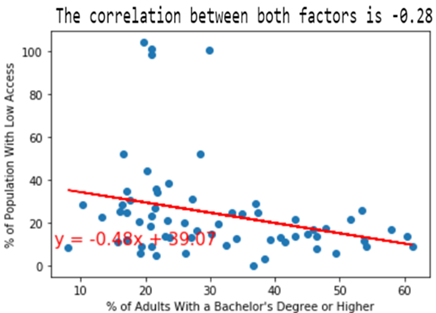 The correlation between both factors is -0.28
100
80
60
40
20
0
% of Population With Low Access
y = -0.48x + 39.07
10 20 30 40 50 60
% of Adults With a Bachelor's Degree or Higher